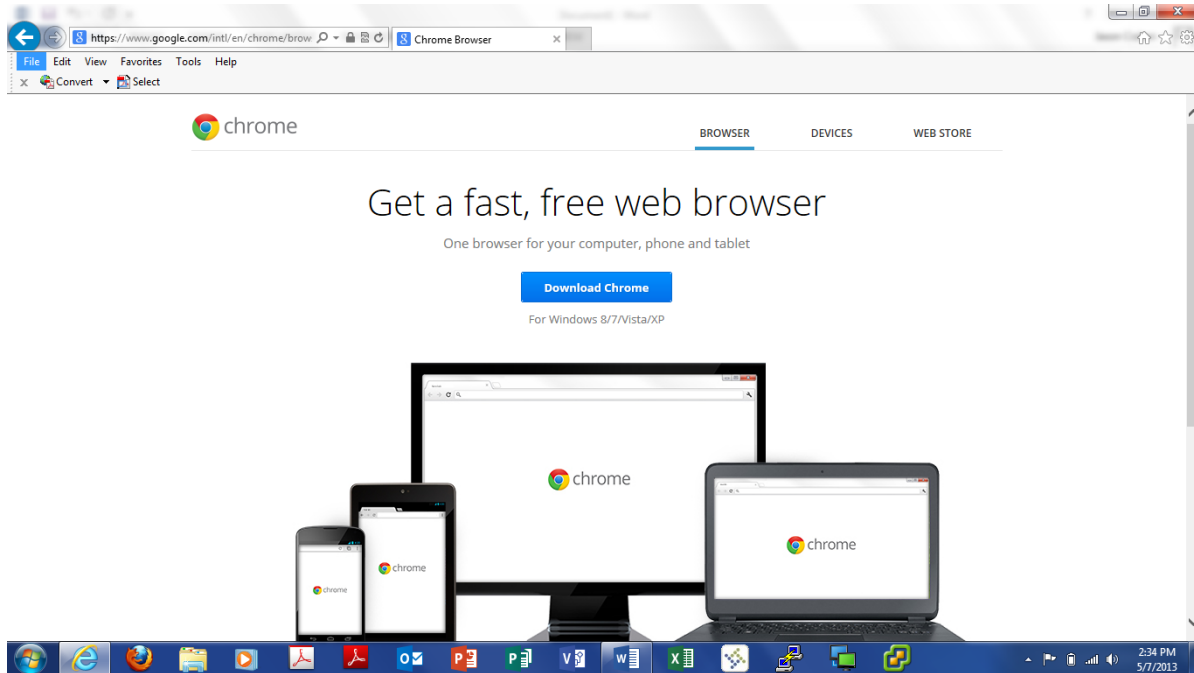 https://www.google.com/intl/en/chrome/brow
Chrome Browser
File Edit View Favorites Tools Help
x Convert Select
chrome
BROWSER DEVICES WEB STORE
Get a fast, free web browser
One browser for your computer, phone and tablet
Download Chrome
For Windows 8/7/Vista/XP
chrome
chrome
chrome
chrome
2:34 PM
5/7/2013